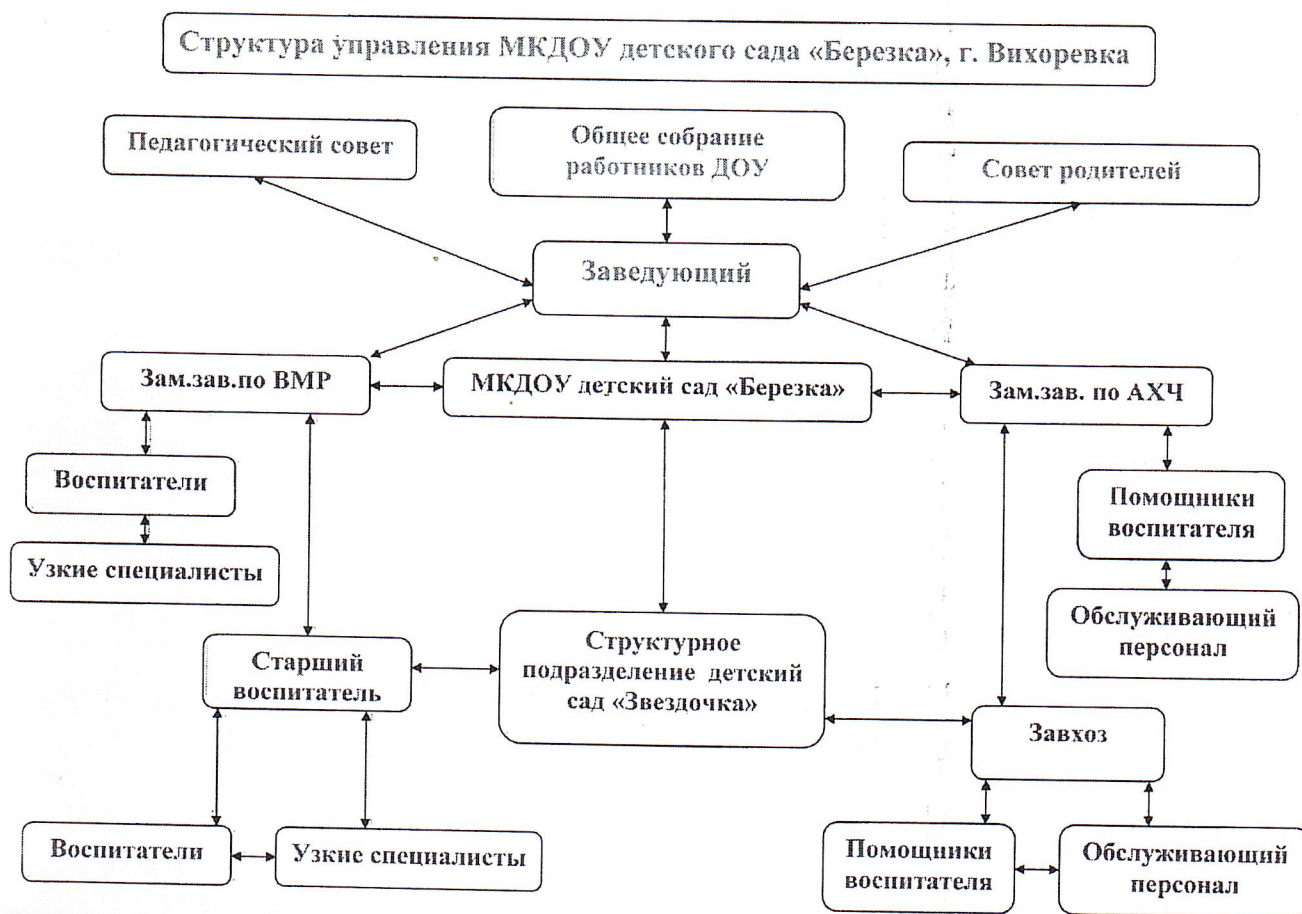 Структура управления МКДОУ детского сада «Березка», г. Вихоревка
Педагогический совет
Общее собрание
работников ДОУ
Совет родителей
Заведующий
Зам.зав.по ВМР
МКДОУ детский сад «Березка»
Зам.зав. по АХЧ
Воспитатели
Помощники
воспитателя
Узкие специалисты
Обслуживающий
персонал
Старший
воспитатель
Структурное
подразделение детский
сад «Звездочка»
Завхоз
Воспитатели
Узкие специалисты
Помощники
воспитателя
Обслуживающий
персонал